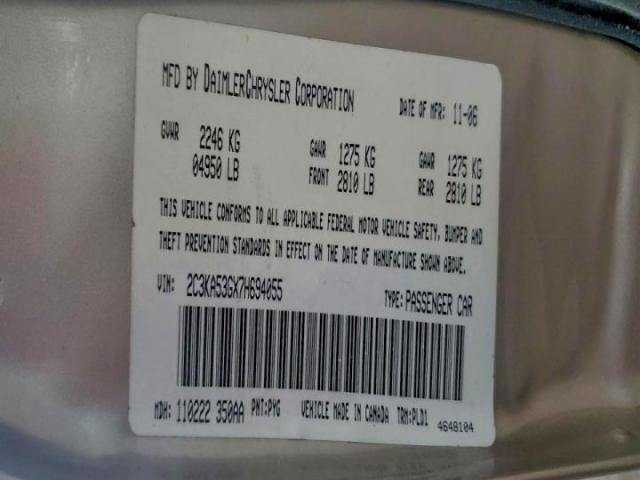 MFD BY DAIMLERCHRYSLER CORPORATION DATE OF MFR: 11-06
GVWR 2246 KG GAWR 1275 KG GAWR 1275 KG
04950 LB FRONT 2810 LB REAR 2810 LB
THIS VEHICLE CONFORMS TO ALL APPLICABLE FEDERAL MOTOR VEHICLE SAFETY, BUMPER AND
THEFT PREVENTION STANDARDS IN EFFECT ON THE DATE OF MANUFACTURE SHOWN ABOVE.
VIN: 2C3KA53GX7H694055 TYPE: PASSENGER CAR
MDH: 110222 350AA PNT:PYG VEHICLE MADE IN CANADA TRM:PLD1
4648104